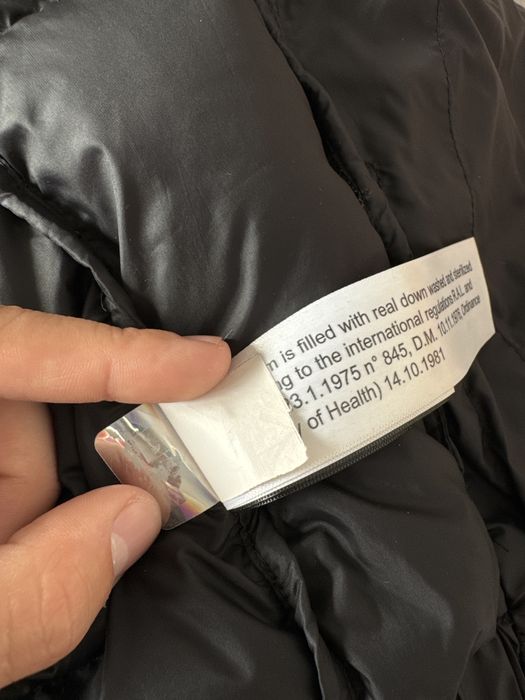 is filled with real down washed and sterilized
to the international regulations R.A.L. and
3.1.1975 n° 845, D.M. 10.11.1976, Ordinance
of Health) 14.10.1981